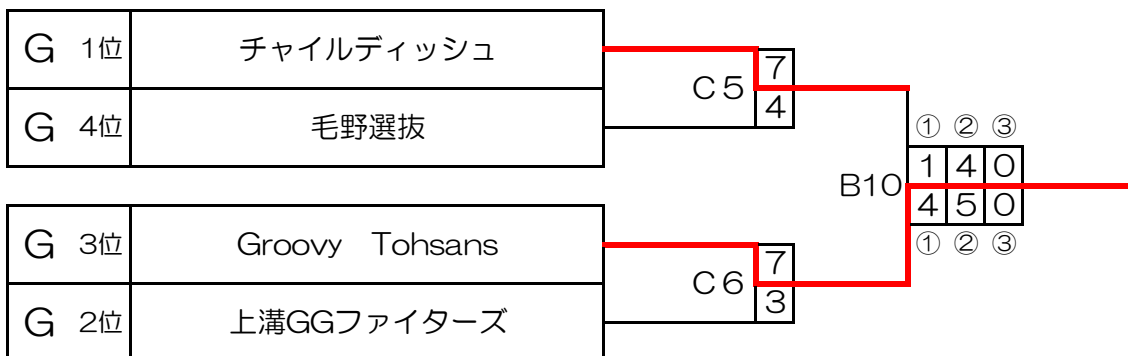 G 1位 チャイルディッシュ
C5 7
4
G 4位 毛野選抜
① ② ③
B10 1 4 0
4 5 0
① ② ③
G 3位 Groovy　Tohsans
C6 7
3
G 2位 上溝GGファイターズ